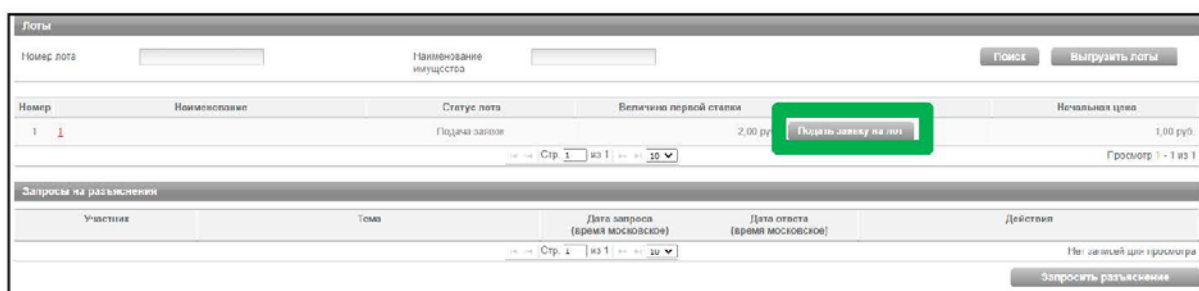 Лоты
Номер лота Наименование имущества Поиск Выгрузить лоты
Номер Наименование Статус лота Величина первой ставки Начальная цена
1 1 Подача заявок 2,00 ру Подать заявку на лот 1,00 руб.
Стр. 1 из 1 10 Просмотр 1 - 1 из 1
Запросы на разъяснения
Участник Тема Дата запроса (время московское) Дата ответа (время московское) Действия
Стр. 1 из 1 10 Нет записей для просмотра
Запросить разъяснение